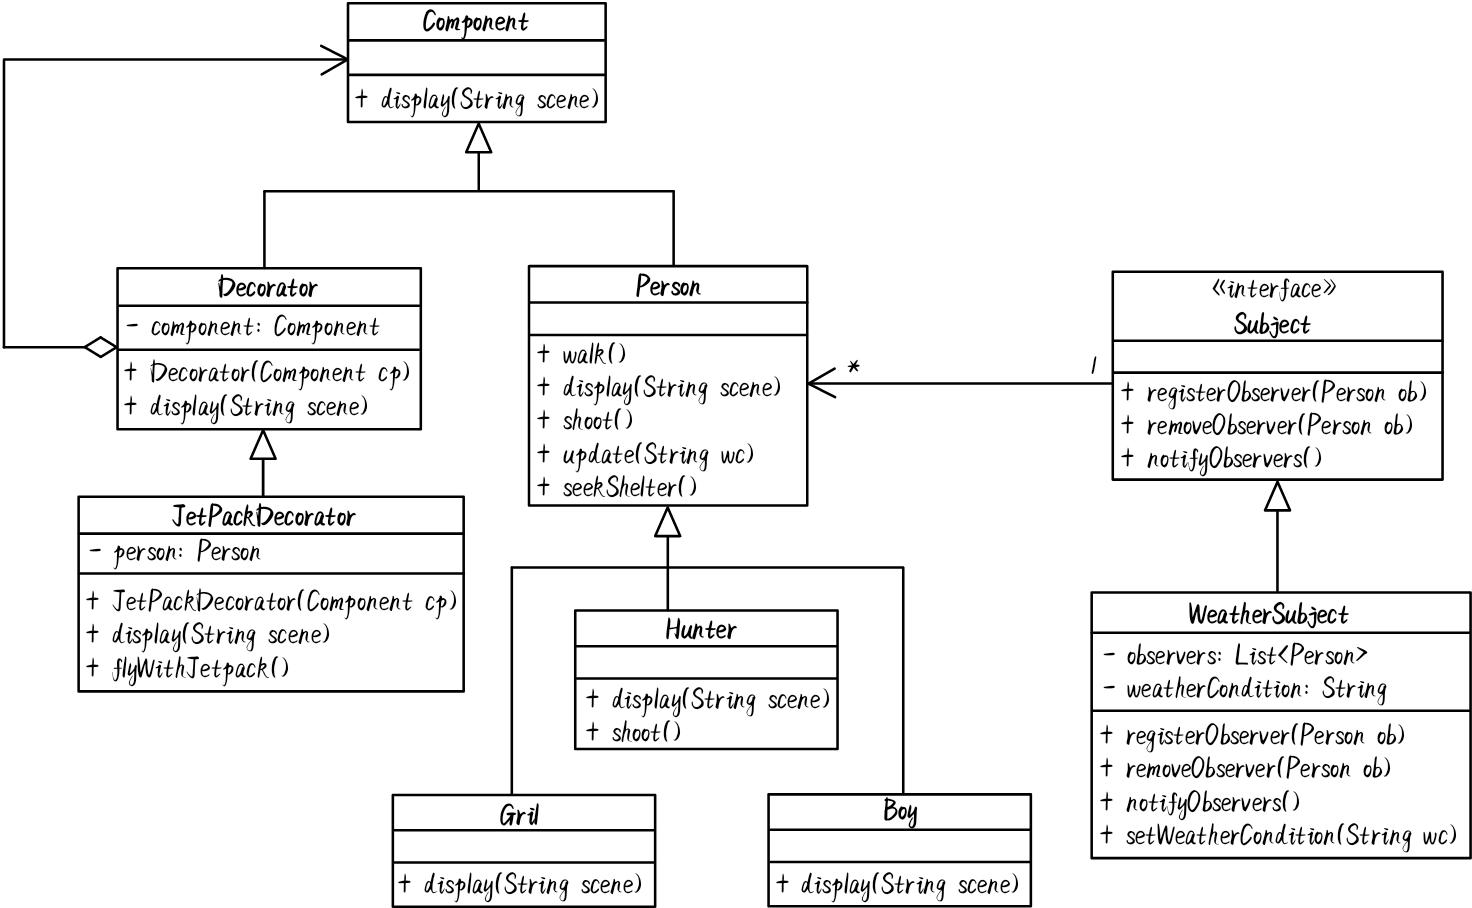 Component
+ display(String scene)
Decorator
- component: Component
+ Decorator(Component cp)
+ display(String scene)
Person
+ walk()
+ display(String scene)
+ shoot()
+ update(String wc)
+ seekShelter()
*
1
«interface»
Subject
+ registerObserver(Person ob)
+ removeObserver(Person ob)
+ notifyObservers()
JetPackDecorator
- person: Person
+ JetPackDecorator(Component cp)
+ display(String scene)
+ flyWithJetpack()
Hunter
+ display(String scene)
+ shoot()
WeatherSubject
- observers: List<Person>
- weatherCondition: String
+ registerObserver(Person ob)
+ removeObserver(Person ob)
+ notifyObservers()
+ setWeatherCondition(String wc)
Gril
+ display(String scene)
Boy
+ display(String scene)